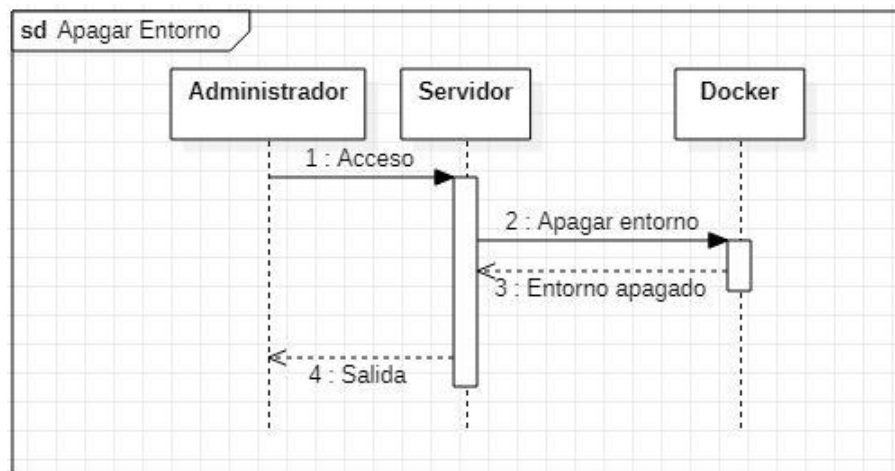 sd Apagar Entorno
Administrador
Servidor
Docker
1 : Acceso
2 : Apagar entorno
3 : Entorno apagado
4 : Salida